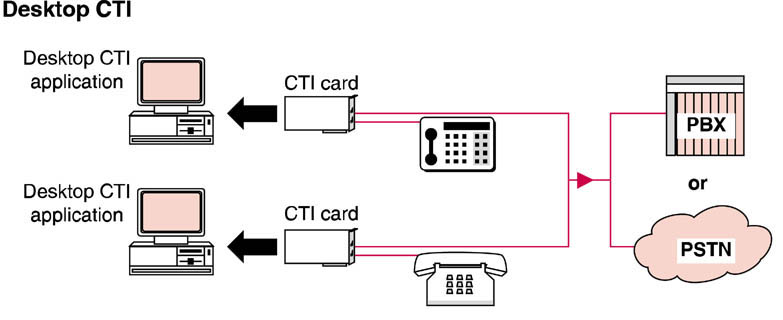 Desktop CTI
Desktop CTI
application
CTI card
PBX
or
Desktop CTI
application
CTI card
PSTN